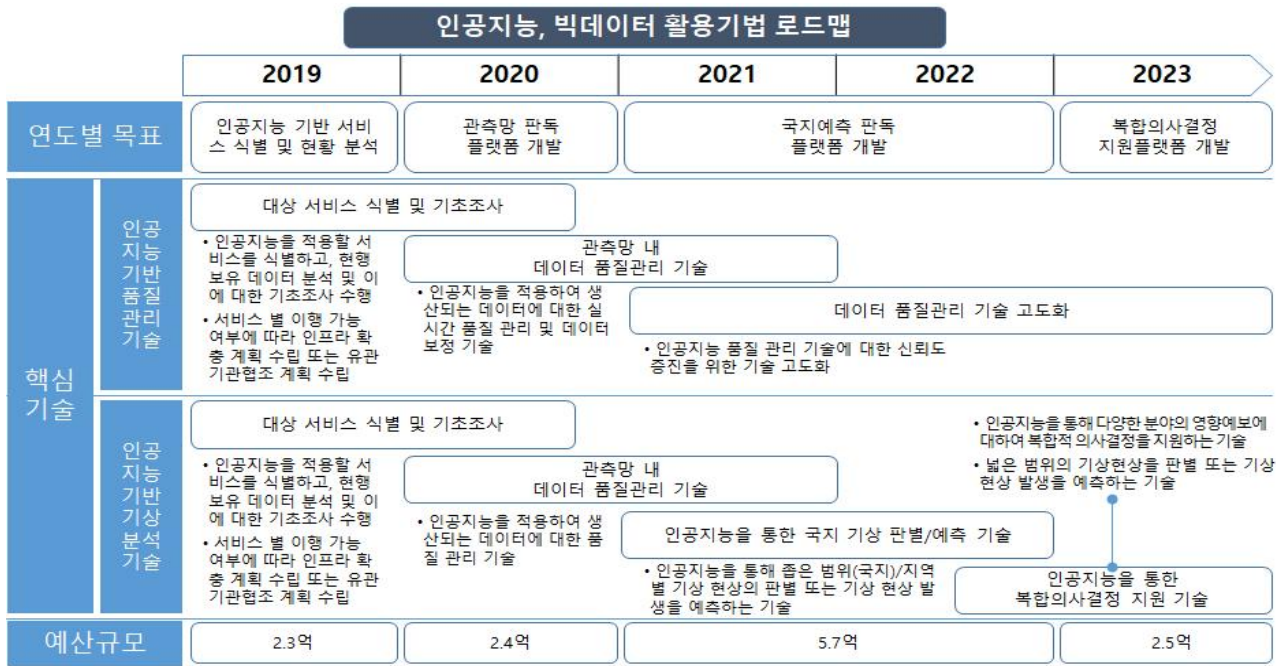 인공지능, 빅데이터 활용기법 로드맵
2019
2020
2021
2022
2023
연도별 목표
인공지능 기반 서비
스 식별 및 현황 분석
관측망 판독
플랫폼 개발
국지예측 판독
플랫폼 개발
복합의사결정
지원플랫폼 개발
핵심
기술
인공
지능
기반
품질
관리
기술
대상 서비스 식별 및 기초조사
• 인공지능을 적용할 서
비스를 식별하고, 현행
보유 데이터 분석 및 이
에 대한 기초조사 수행
• 서비스 별 이행 가능
여부에 따라 인프라 확
충 계획 수립 또는 유관
기관협조 계획 수립
관측망 내
데이터 품질관리 기술
• 인공지능을 적용하여 생
산되는 데이터에 대한 실
시간 품질 관리 및 데이터
보정 기술
데이터 품질관리 기술 고도화
• 인공지능 품질 관리 기술에 대한 신뢰도
증진을 위한 기술 고도화
인공
지능
기반
기상
분석
기술
대상 서비스 식별 및 기초조사
• 인공지능을 적용할 서
비스를 식별하고, 현행
보유 데이터 분석 및 이
에 대한 기초조사 수행
• 서비스 별 이행 가능
여부에 따라 인프라 확
충 계획 수립 또는 유관
기관협조 계획 수립
관측망 내
데이터 품질관리 기술
• 인공지능을 적용하여 생
산되는 데이터에 대한 품
질 관리 기술
인공지능을 통한 국지 기상 판별/예측 기술
• 인공지능을 통해 좁은 범위(국지)/지역
별 기상 현상의 판별 또는 기상 현상 발
생을 예측하는 기술
• 인공지능을 통해 다양한 분야의 영향예보에
대하여 복합적 의사결정을 지원하는 기술
• 넓은 범위의 기상현상을 판별 또는 기상
현상 발생을 예측하는 기술
인공지능을 통한
복합의사결정 지원 기술
예산규모
2.3억
2.4억
5.7억
2.5억